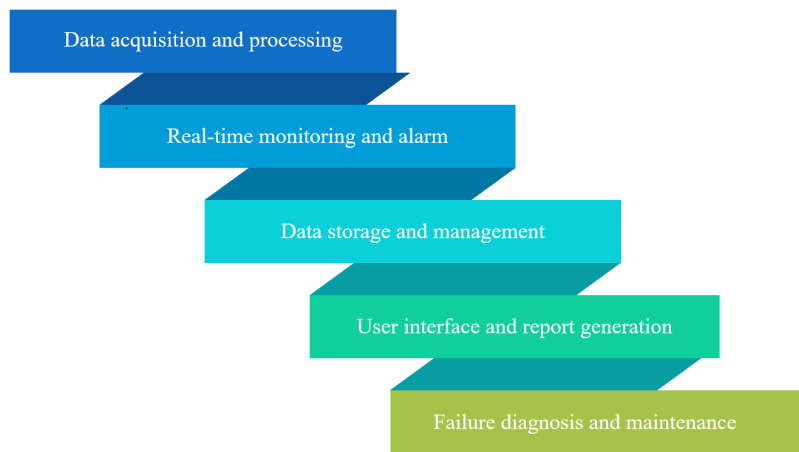 Data acquisition and processing
Real-time monitoring and alarm
Data storage and management
User interface and report generation
Failure diagnosis and maintenance